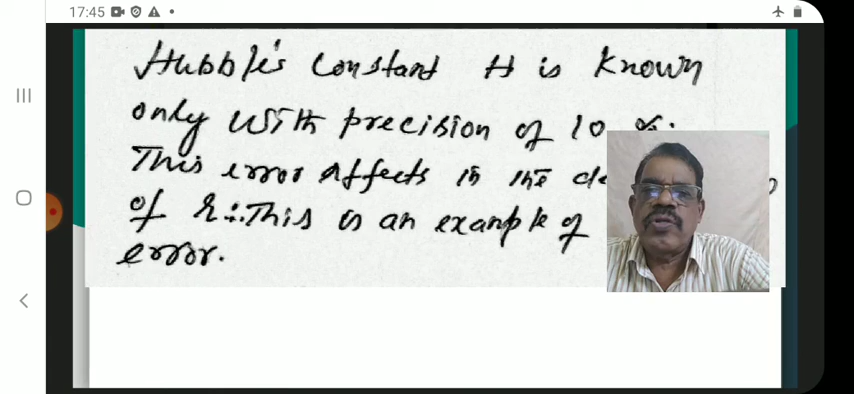 17:45
Hubble's constant H is known
only with precision of 10 %.
This error affects in the de
of r. ∴ This is an example of
error.